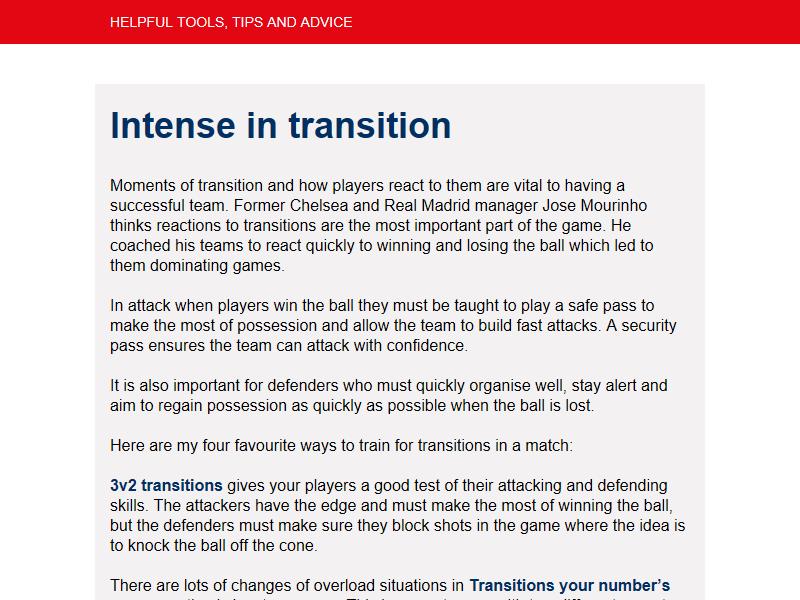 HELPFUL TOOLS, TIPS AND ADVICE
Intense in transition
Moments of transition and how players react to them are vital to having a
successful team. Former Chelsea and Real Madrid manager Jose Mourinho
thinks reactions to transitions are the most important part of the game. He
coached his teams to react quickly to winning and losing the ball which led to
them dominating games.
In attack when players win the ball they must be taught to play a safe pass to
make the most of possession and allow the team to build fast attacks. A security
pass ensures the team can attack with confidence.
It is also important for defenders who must quickly organise well, stay alert and
aim to regain possession as quickly as possible when the ball is lost.
Here are my four favourite ways to train for transitions in a match:
3v2 transitions gives your players a good test of their attacking and defending
skills. The attackers have the edge and must make the most of winning the ball,
but the defenders must make sure they block shots in the game where the idea is
to knock the ball off the cone.
There are lots of changes of overload situations in Transitions your number’s